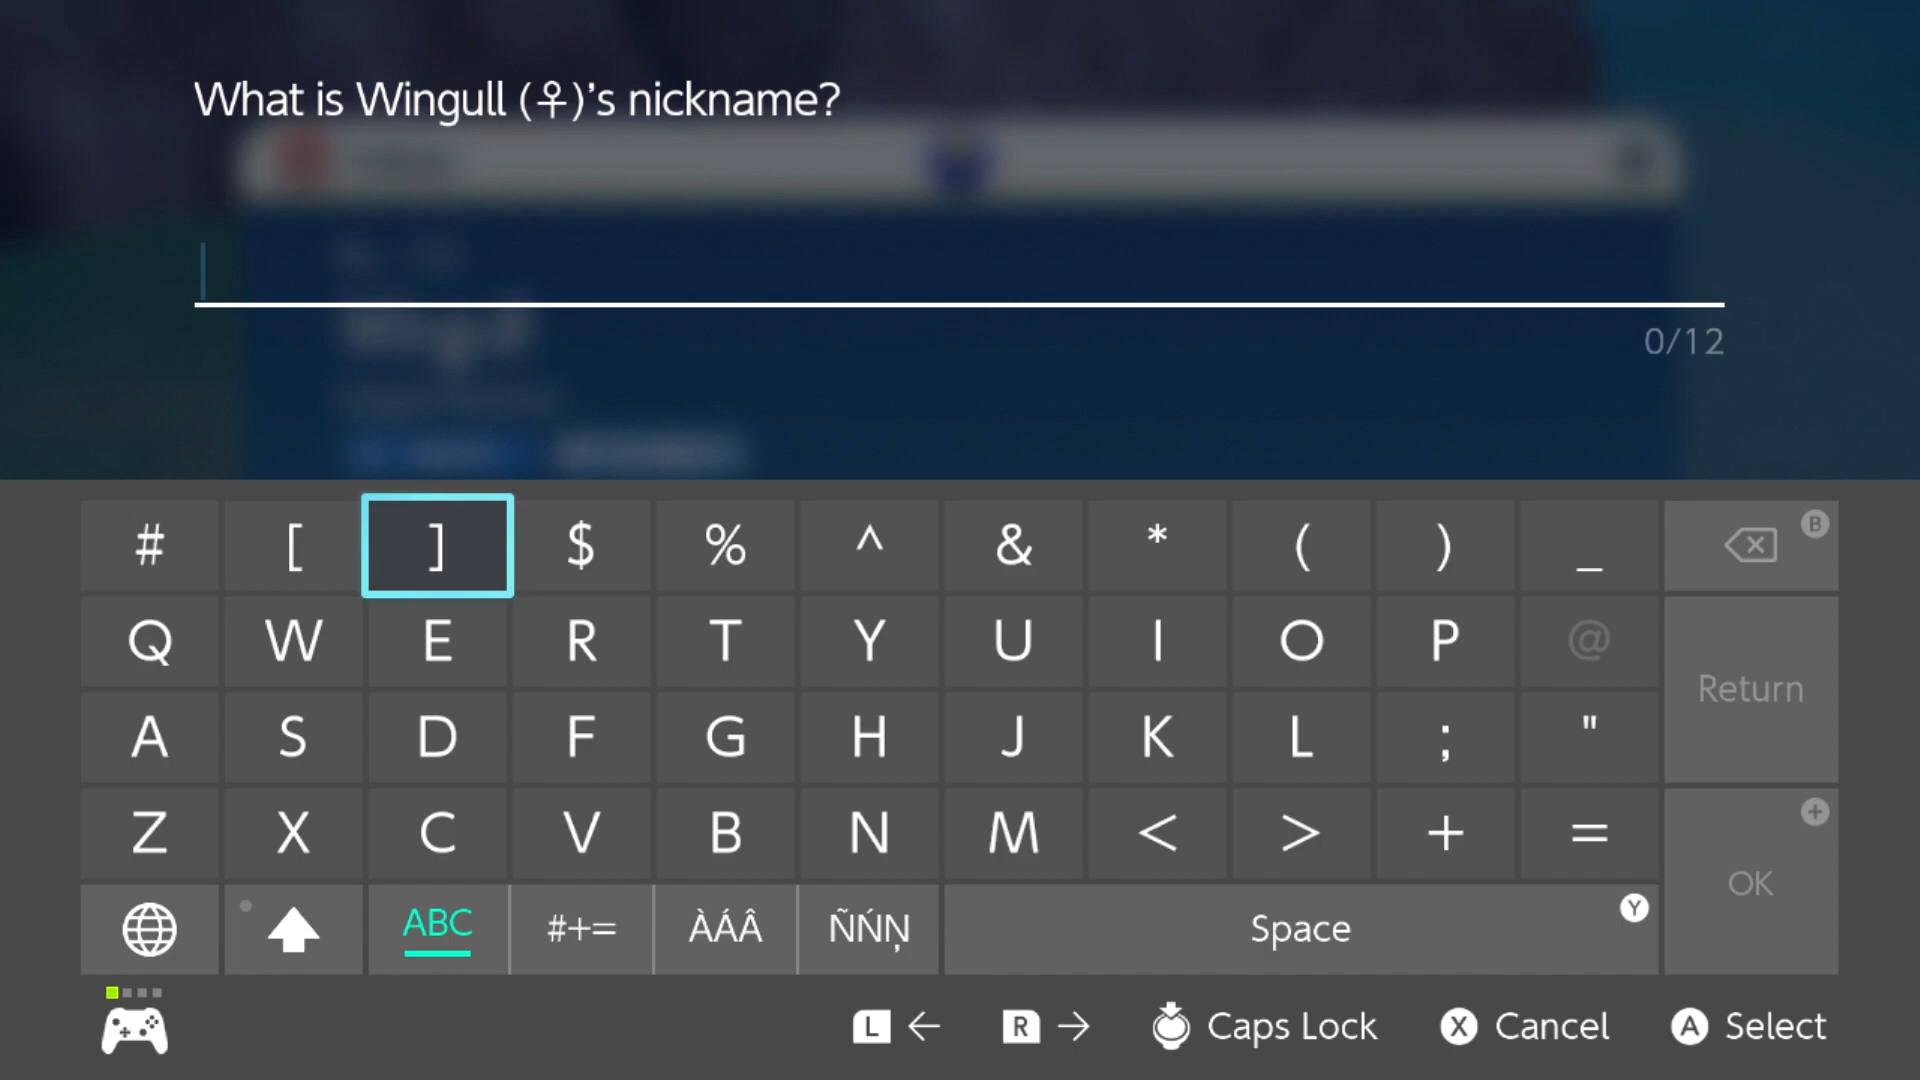 What is Wingull (♀)'s nickname?
0/12
# [ ] $ % ^ & * ( ) _ B
Q W E R T Y U I O P @ Return
A S D F G H J K L ; "
Z X C V B N M < > + = + OK
ABC #+= ÀÁÂ ÑŃŅ Space Y
L ← R → Caps Lock X Cancel A Select